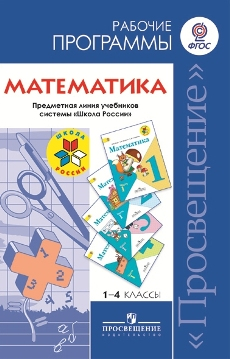 РАБОЧИЕ
ПРОГРАММЫ
ФГОС
МАТЕМАТИКА
Предметная линия учебников
системы «Школа России»
ШКОЛА
РОССИИ
Математика
1
1–4 КЛАССЫ
ПРОСВЕЩЕНИЕ
ИЗДАТЕЛЬСТВО
«Просвещение»